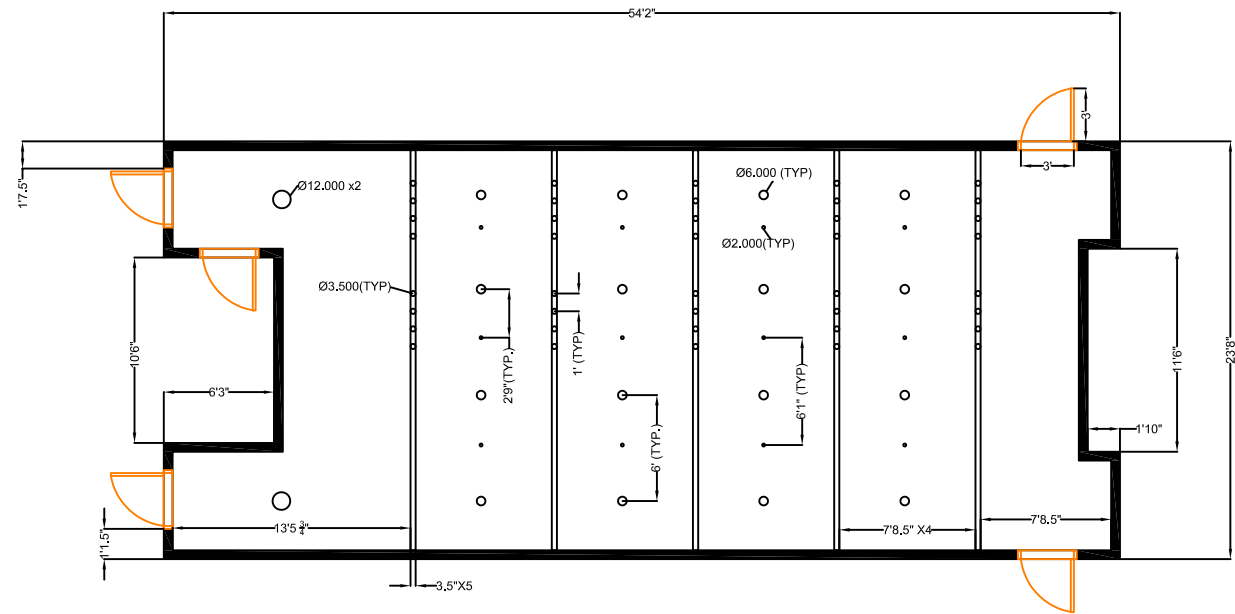 54'2"
3'
1'7.5"
Ø12.000 x2
Ø6.000 (TYP)
3'
Ø2.000(TYP)
Ø3.500(TYP)
10'6"
2'9"(TYP.)
1' (TYP)
6'1" (TYP)
11'6"
23'8"
6'3"
6' (TYP.)
1'10"
1'1.5"
13'5 3/4"
7'8.5" X4
7'8.5"
3.5"X5